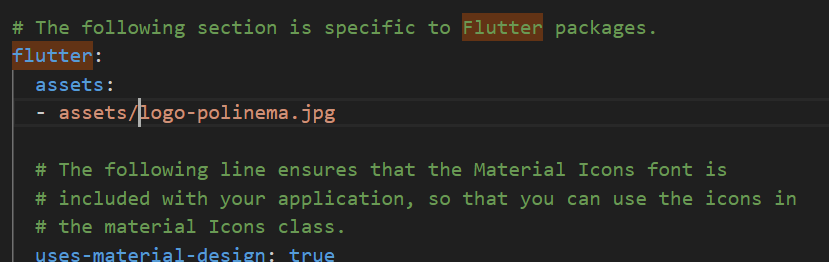 # The following section is specific to Flutter packages.
flutter:
assets:
- assets/logo-polinema.jpg
# The following line ensures that the Material Icons font is
# included with your application, so that you can use the icons in
# the material Icons class.
uses-material-design: true